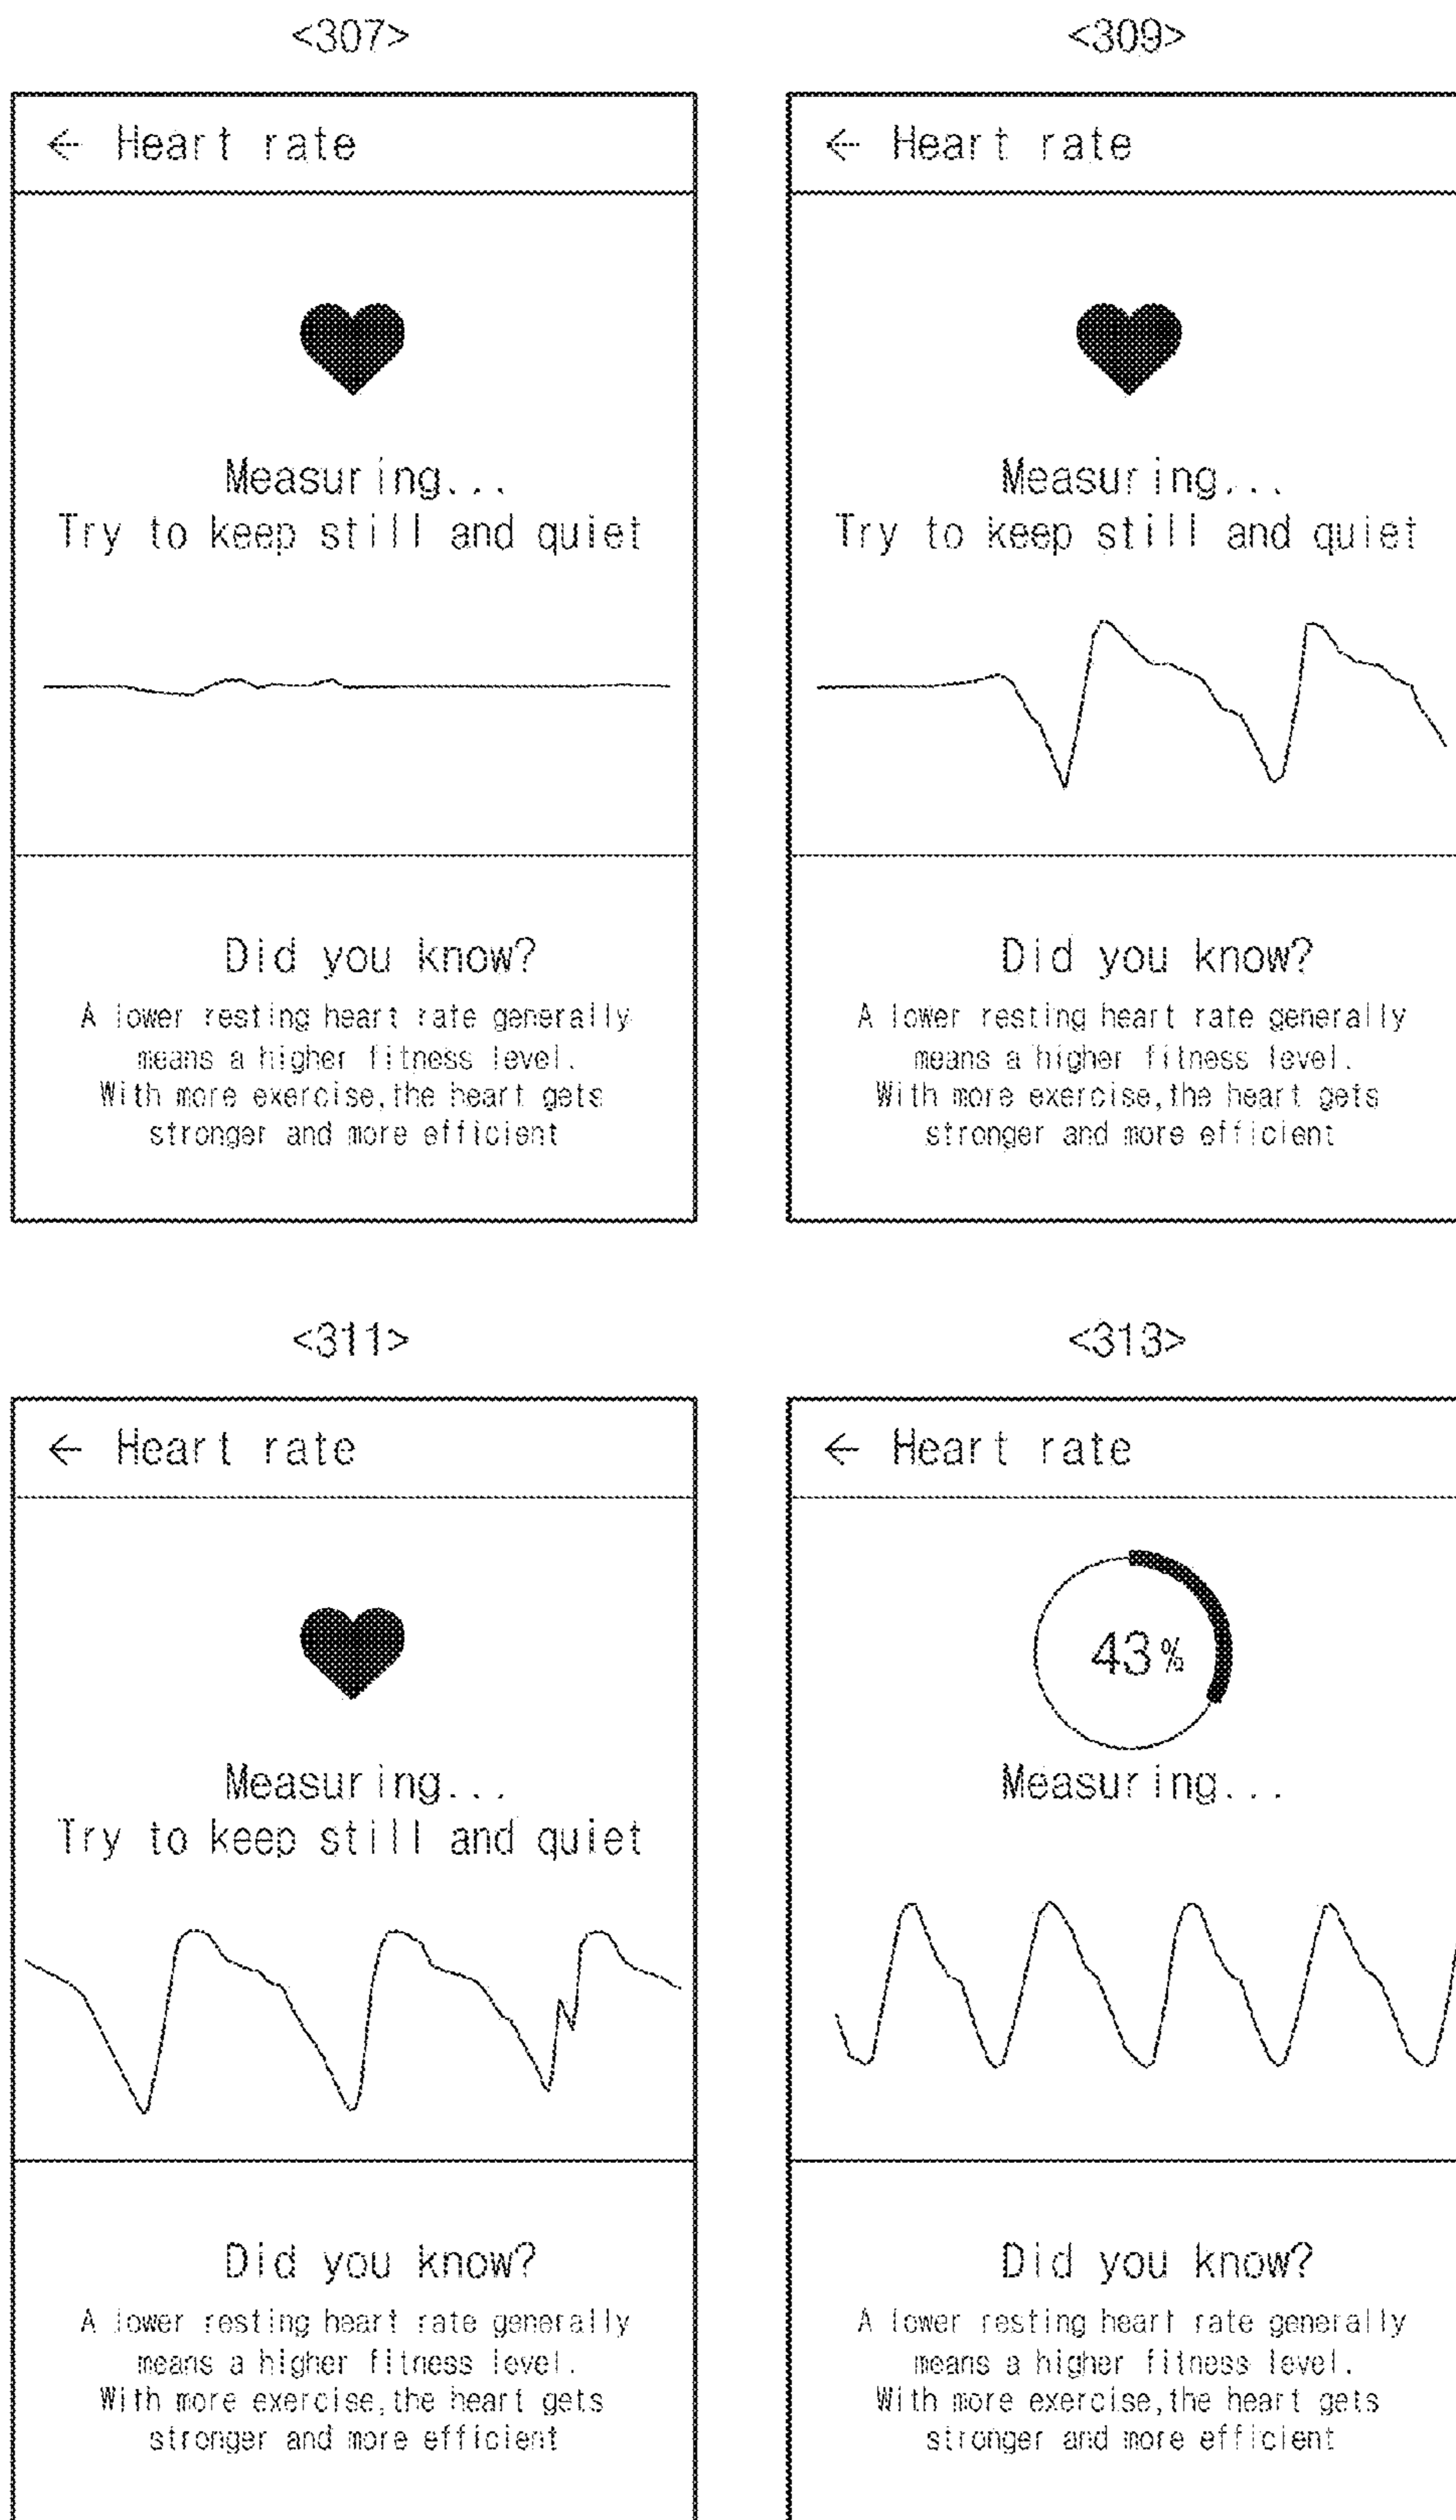 <307>
← Heart rate
Measuring...
Try to keep still and quiet
Did you know?
A lower resting heart rate generally
means a higher fitness level.
With more exercise,the heart gets
stronger and more efficient
<309>
← Heart rate
Measuring...
Try to keep still and quiet
Did you know?
A lower resting heart rate generally
means a higher fitness level.
With more exercise,the heart gets
stronger and more efficient
<311>
← Heart rate
Measuring...
Try to keep still and quiet
Did you know?
A lower resting heart rate generally
means a higher fitness level.
With more exercise,the heart gets
stronger and more efficient
<313>
← Heart rate
43%
Measuring...
Did you know?
A lower resting heart rate generally
means a higher fitness level.
With more exercise,the heart gets
stronger and more efficient